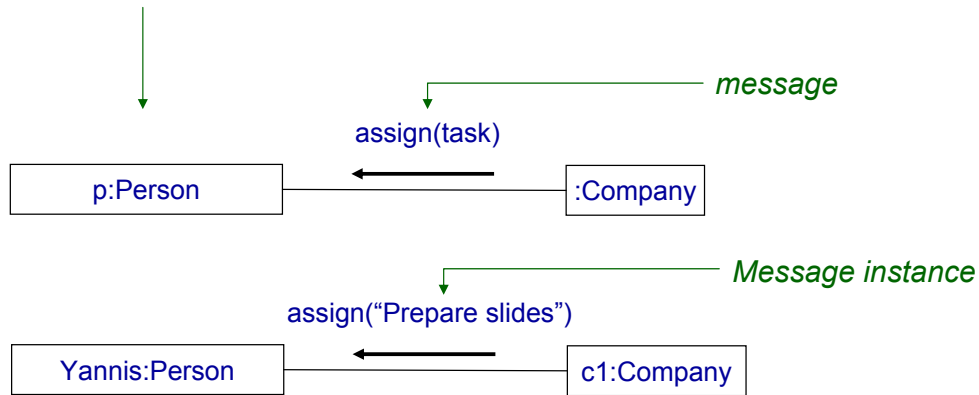 message
assign(task)
p:Person
:Company
Message instance
assign(“Prepare slides”)
Yannis:Person
c1:Company